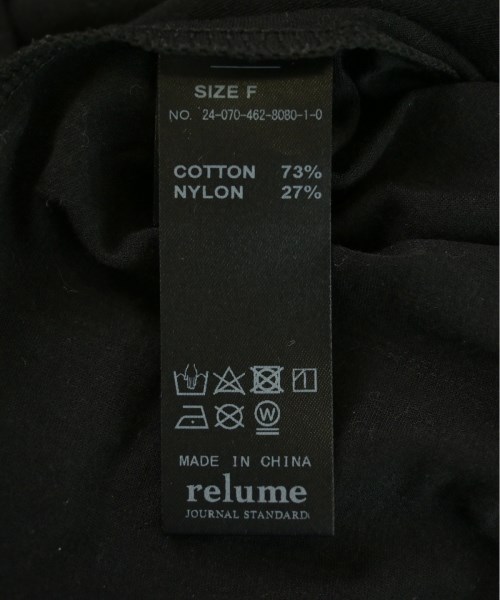 SIZE F
NO. 24-070-462-8080-1-0
COTTON 73%
NYLON 27%
W
MADE IN CHINA
relume
JOURNAL STANDARD